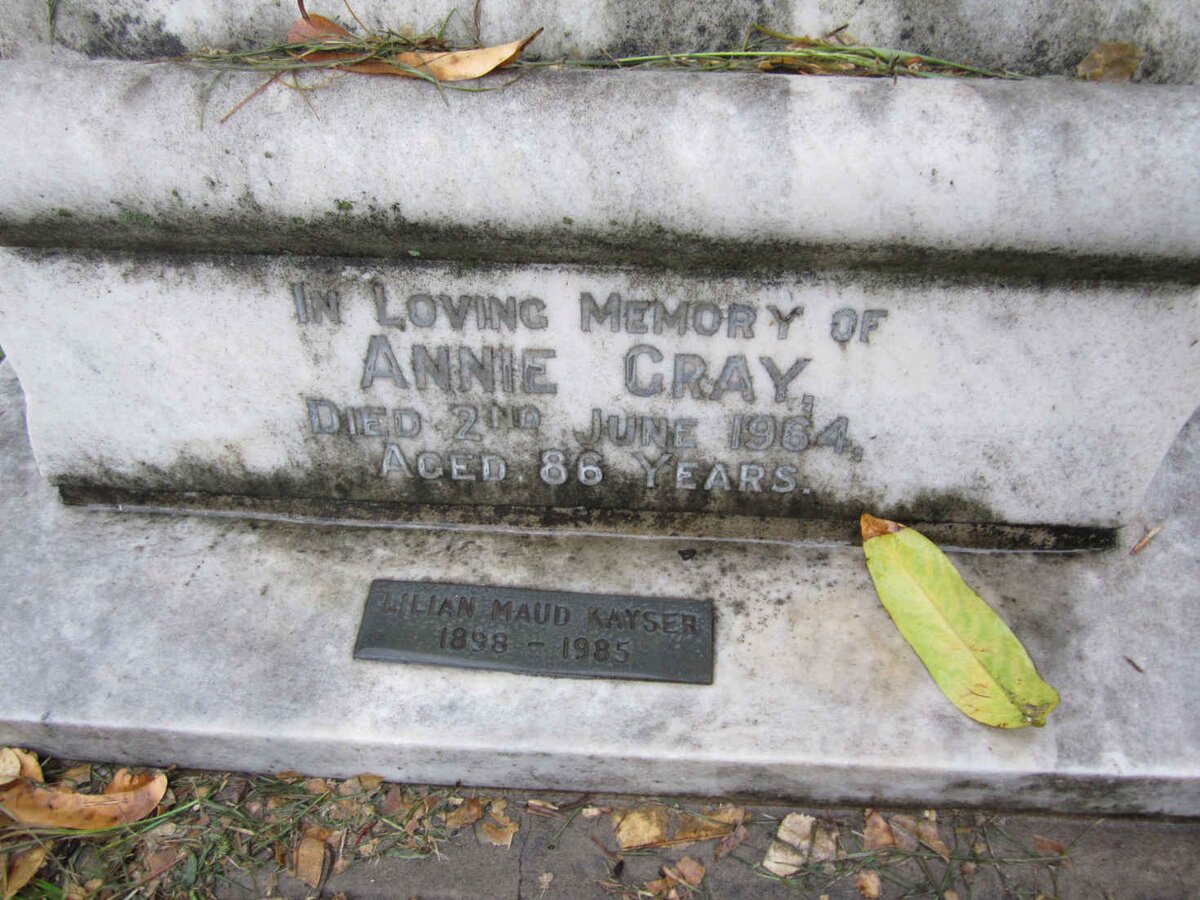 In Loving Memory of
Annie Gray,
Died 2nd June 1964,
Aged 86 Years.
LILIAN MAUD KAYSER
1898 - 1985